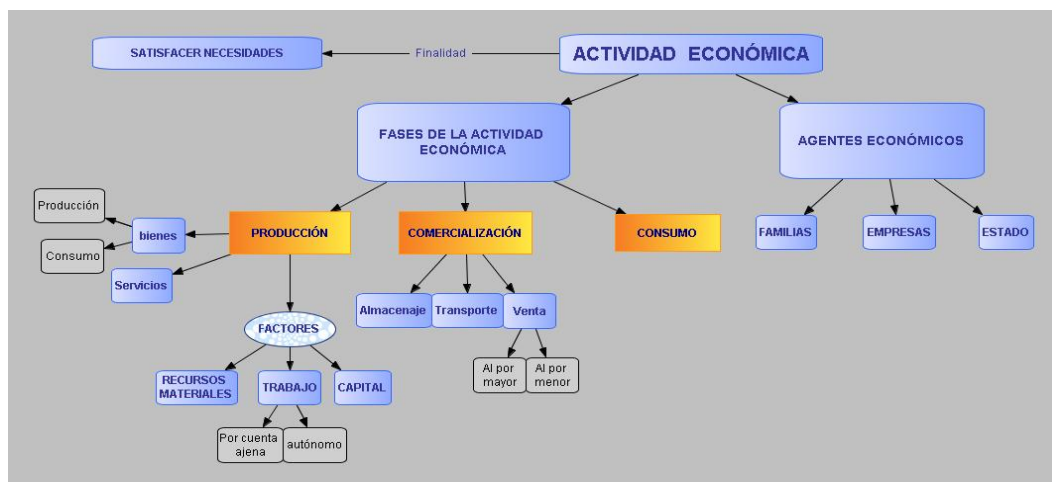 ACTIVIDAD ECONÓMICA
Finalidad
SATISFACER NECESIDADES
FASES DE LA ACTIVIDAD
ECONÓMICA
AGENTES ECONÓMICOS
PRODUCCIÓN
COMERCIALIZACIÓN
CONSUMO
FAMILIAS
EMPRESAS
ESTADO
Producción
bienes
Consumo
Servicios
FACTORES
Almacenaje
Transporte
Venta
RECURSOS
MATERIALES
TRABAJO
CAPITAL
Al por
mayor
Al por
menor
Por cuenta
ajena
autónomo